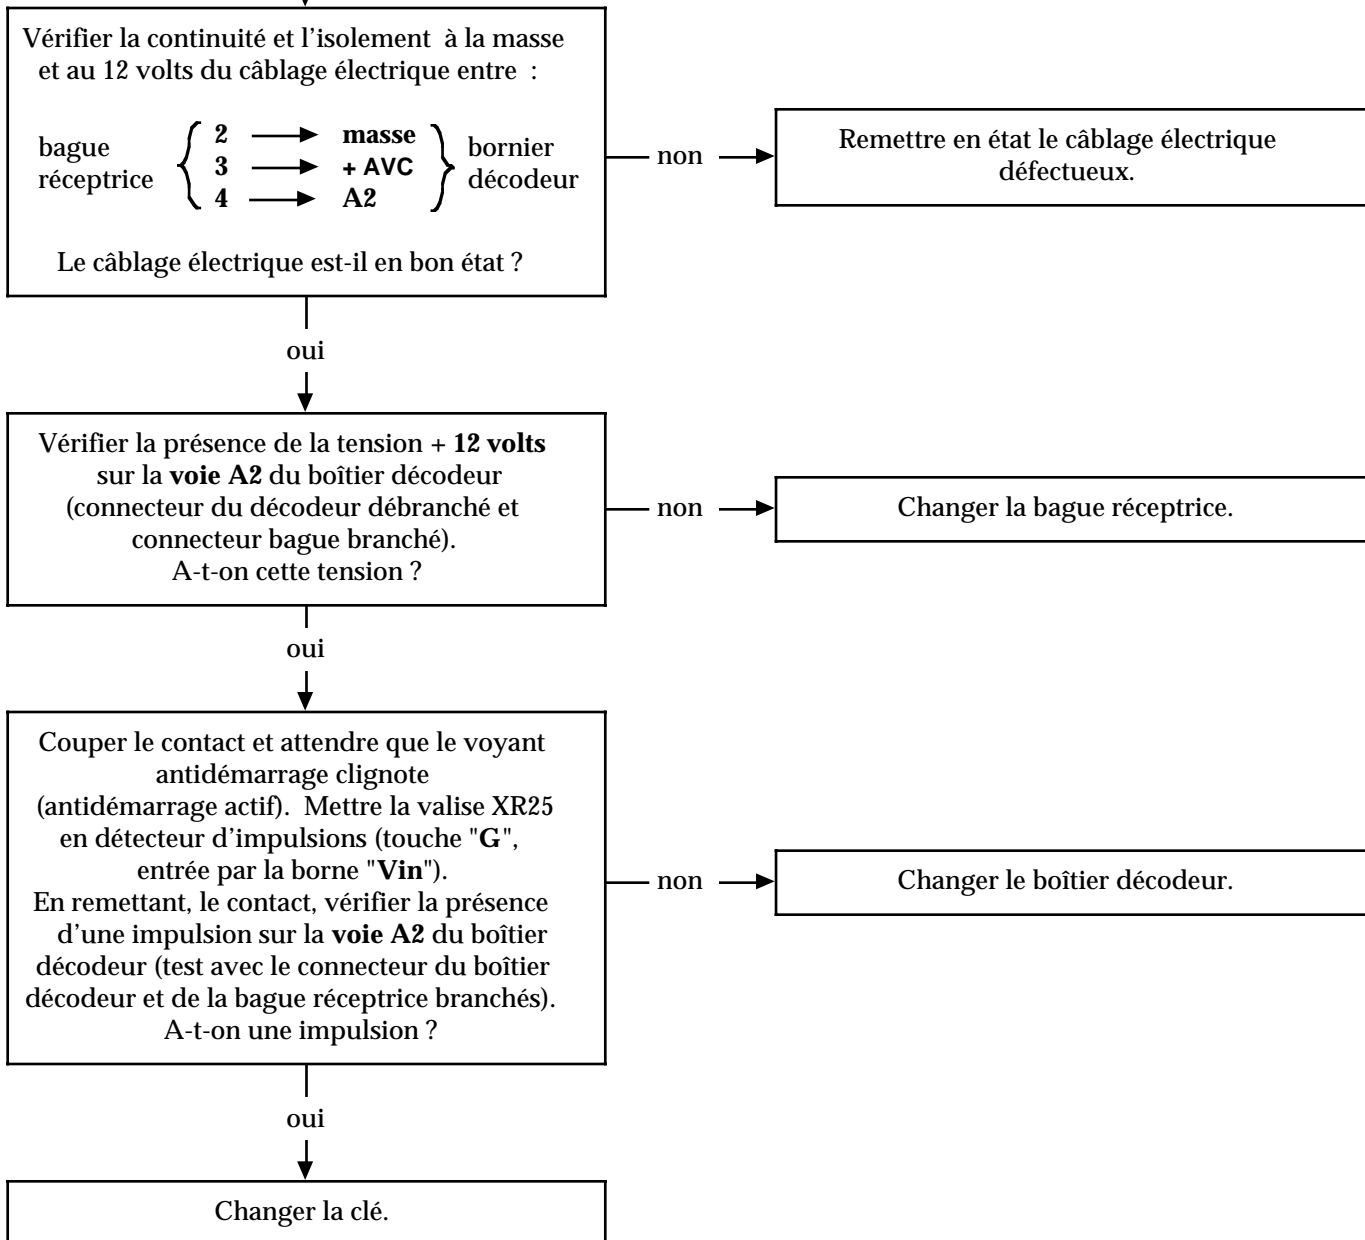 Vérifier la continuité et l'isolement à la masse
et au 12 volts du câblage électrique entre :
bague
réceptrice
2 masse
3 + AVC
4 A2
bornier
décodeur
Le câblage électrique est-il en bon état ?
non
Remettre en état le câblage électrique
défectueux.
oui
Vérifier la présence de la tension + 12 volts
sur la voie A2 du boîtier décodeur
(connecteur du décodeur débranché et
connecteur bague branché).
A-t-on cette tension ?
non
Changer la bague réceptrice.
oui
Couper le contact et attendre que le voyant
antidémarrage clignote
(antidémarrage actif). Mettre la valise XR25
en détecteur d'impulsions (touche "G",
entrée par la borne "Vin").
En remettant, le contact, vérifier la présence
d'une impulsion sur la voie A2 du boîtier
décodeur (test avec le connecteur du boîtier
décodeur et de la bague réceptrice branchés).
A-t-on une impulsion ?
non
Changer le boîtier décodeur.
oui
Changer la clé.